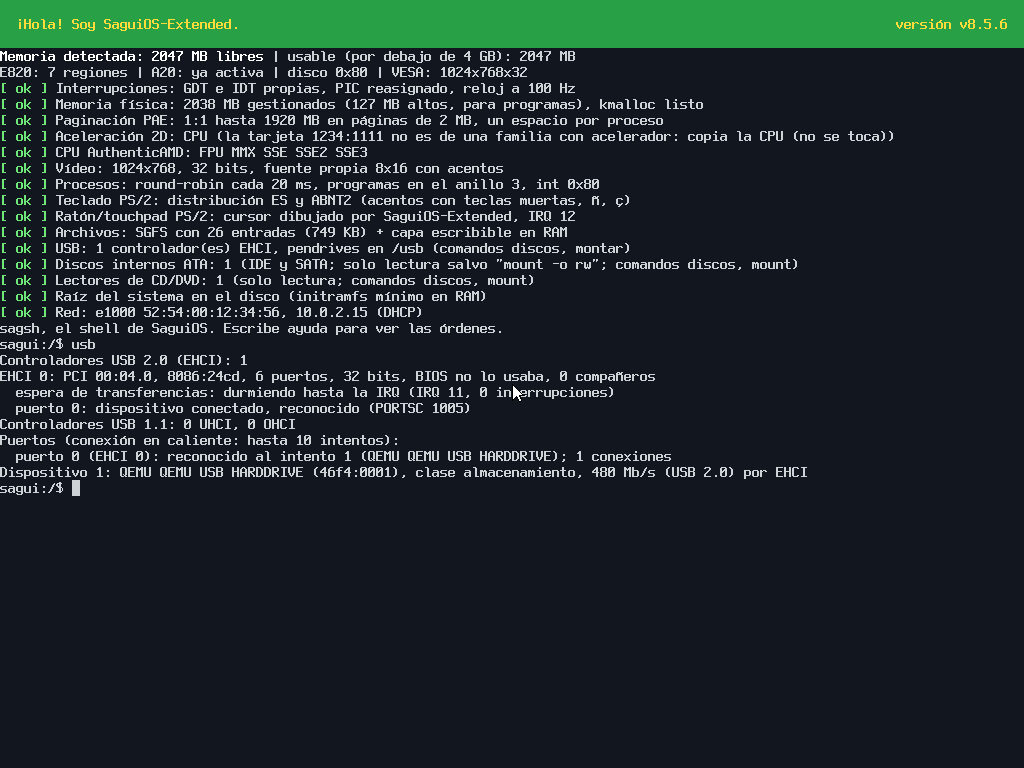 ¡Hola! Soy SaguiOS-Extended. versión v8.5.6
Memoria detectada: 2047 MB libres | usable (por debajo de 4 GB): 2047 MB
E820: 7 regiones | A20: ya activa | disco 0x80 | VESA: 1024x768x32
[ ok ] Interrupciones: GDT e IDT propias, PIC reasignado, reloj a 100 Hz
[ ok ] Memoria física: 2038 MB gestionados (127 MB altos, para programas), kmalloc listo
[ ok ] Paginación PAE: 1:1 hasta 1920 MB en páginas de 2 MB, un espacio por proceso
[ ok ] Aceleración 2D: CPU (la tarjeta 1234:1111 no es de una familia con acelerador: copia la CPU (no se toca))
[ ok ] CPU AuthenticAMD: FPU MMX SSE SSE2 SSE3
[ ok ] Vídeo: 1024x768, 32 bits, fuente propia 8x16 con acentos
[ ok ] Procesos: round-robin cada 20 ms, programas en el anillo 3, int 0x80
[ ok ] Teclado PS/2: distribución ES y ABNT2 (acentos con teclas muertas, ñ, ç)
[ ok ] Ratón/touchpad PS/2: cursor dibujado por SaguiOS-Extended, IRQ 12
[ ok ] Archivos: SGFS con 26 entradas (749 KB) + capa escribible en RAM
[ ok ] USB: 1 controlador(es) EHCI, pendrives en /usb (comandos discos, montar)
[ ok ] Discos internos ATA: 1 (IDE y SATA; solo lectura salvo "mount -o rw"; comandos discos, mount)
[ ok ] Lectores de CD/DVD: 1 (solo lectura; comandos discos, mount)
[ ok ] Raíz del sistema en el disco (initramfs mínimo en RAM)
[ ok ] Red: e1000 52:54:00:12:34:56, 10.0.2.15 (DHCP)
sagsh, el shell de SaguiOS. Escribe ayuda para ver las órdenes.
sagui:/$ usb
Controladores USB 2.0 (EHCI): 1
EHCI 0: PCI 00:04.0, 8086:24cd, 6 puertos, 32 bits, BIOS no lo usaba, 0 compañeros
espera de transferencias: durmiendo hasta la IRQ (IRQ 11, 0 interrupciones)
puerto 0: dispositivo conectado, reconocido (PORTSC 1005)
Controladores USB 1.1: 0 UHCI, 0 OHCI
Puertos (conexión en caliente: hasta 10 intentos):
puerto 0 (EHCI 0): reconocido al intento 1 (QEMU QEMU USB HARDDRIVE); 1 conexiones
Dispositivo 1: QEMU QEMU USB HARDDRIVE (46f4:0001), clase almacenamiento, 480 Mb/s (USB 2.0) por EHCI
sagui:/$